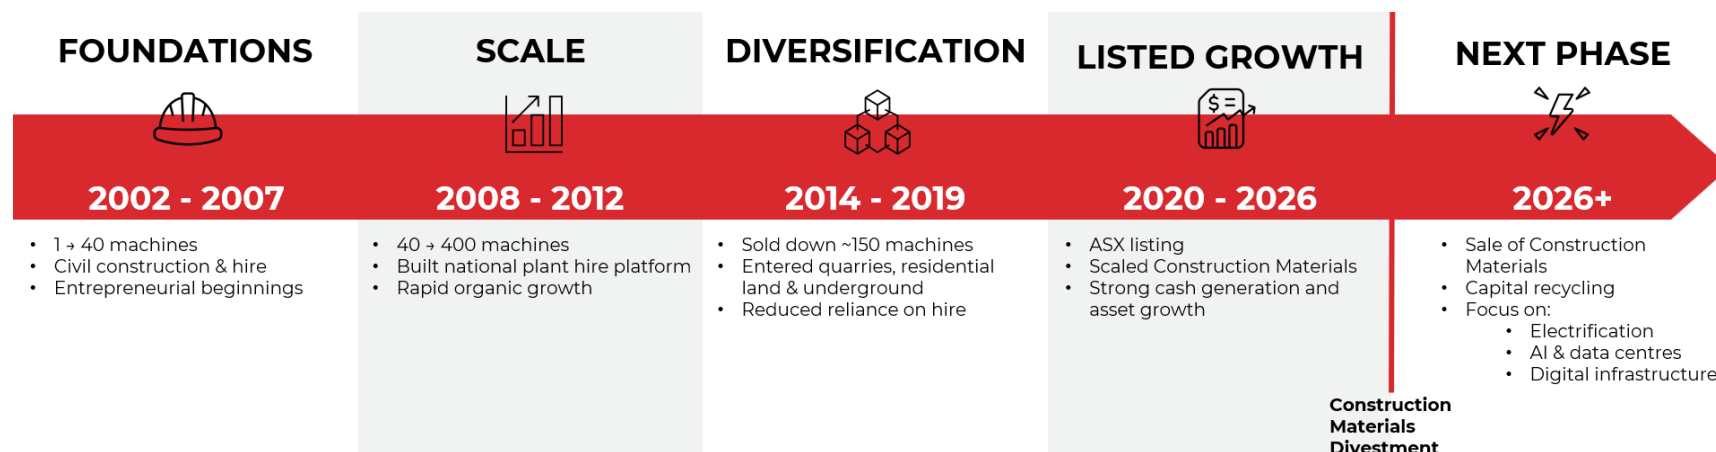 FOUNDATIONS
2002 - 2007
• 1 → 40 machines
• Civil construction & hire
• Entrepreneurial beginnings
SCALE
2008 - 2012
• 40 → 400 machines
• Built national plant hire platform
• Rapid organic growth
DIVERSIFICATION
2014 - 2019
• Sold down ~150 machines
• Entered quarries, residential
land & underground
• Reduced reliance on hire
LISTED GROWTH
$
2020 - 2026
• ASX listing
• Scaled Construction Materials
• Strong cash generation and
asset growth
NEXT PHASE
2026+
• Sale of Construction
Materials
• Capital recycling
• Focus on:
• Electrification
• AI & data centres
• Digital infrastructure
Construction
Materials
Divestment